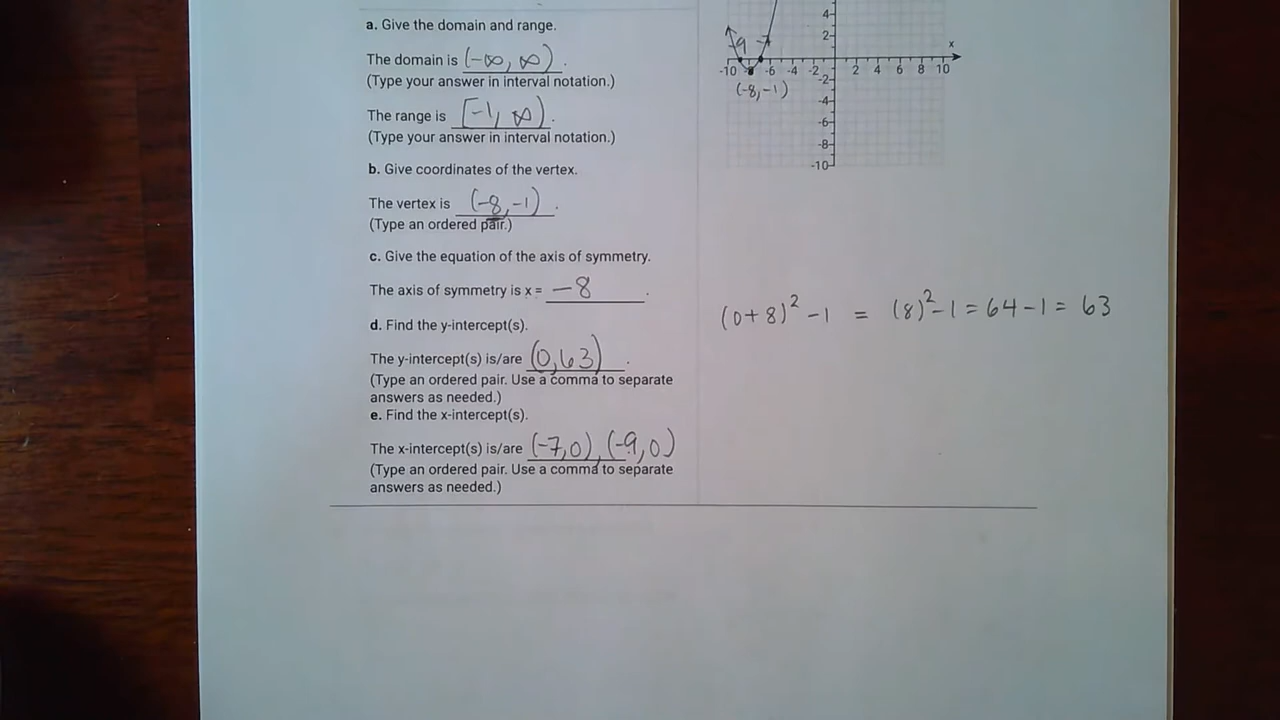 a. Give the domain and range.
The domain is (-∞, ∞).
(Type your answer in interval notation.)
The range is [-1, ∞).
(Type your answer in interval notation.)
b. Give coordinates of the vertex.
The vertex is (-8,-1).
(Type an ordered pair.)
c. Give the equation of the axis of symmetry.
The axis of symmetry is x = -8.
d. Find the y-intercept(s).
The y-intercept(s) is/are (0,63).
(Type an ordered pair. Use a comma to separate
answers as needed.)
e. Find the x-intercept(s).
The x-intercept(s) is/are (-7,0), (-9,0)
(Type an ordered pair. Use a comma to separate
answers as needed.)
4
2
-9 -7
x
-10 -6 -4 -2 2 4 6 8 10
-2
(-8,-1)
-4
-6
-8
-10
(0+8)² -1 = (8)² -1 = 64 -1 = 63